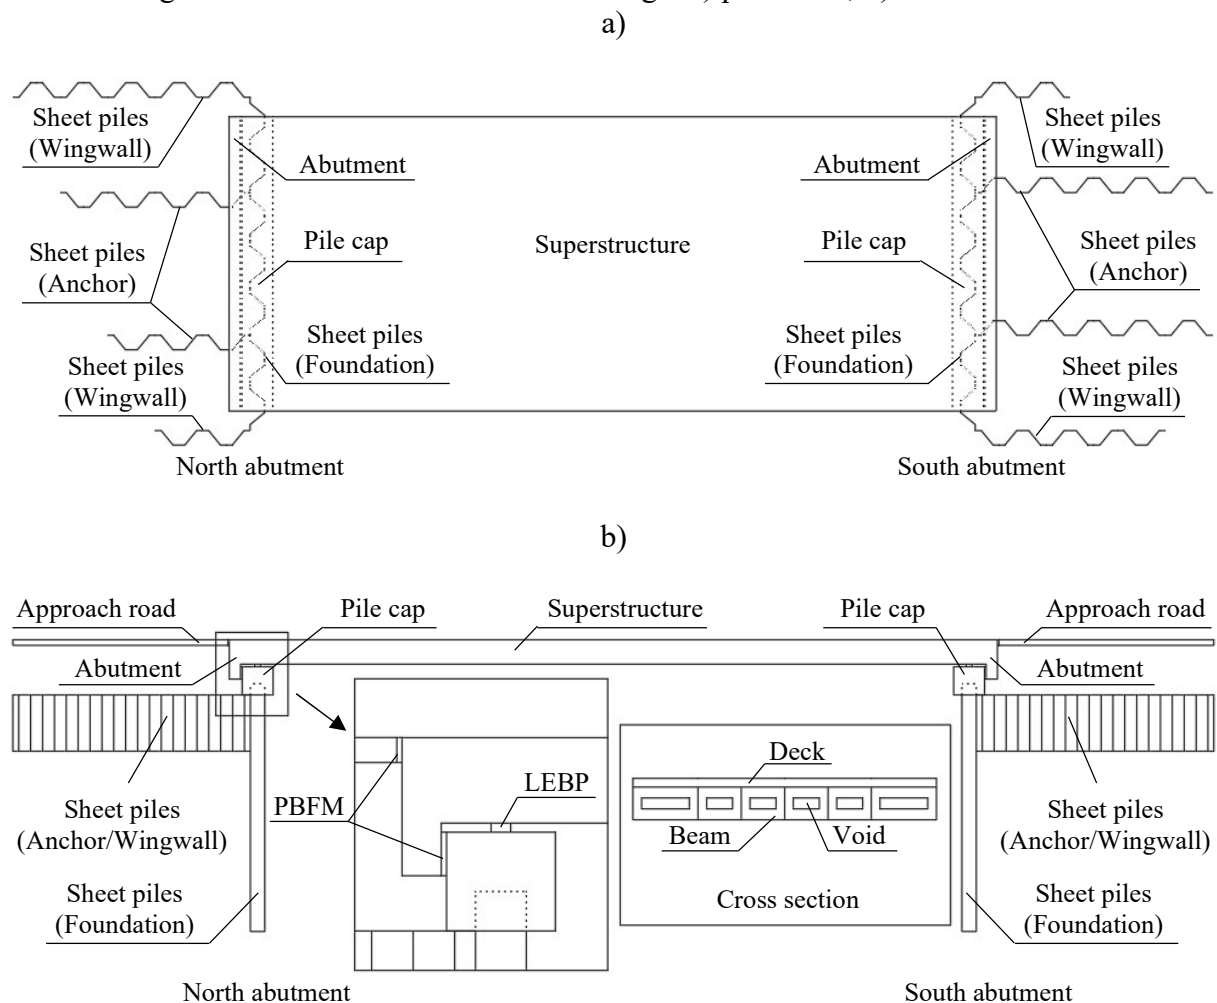 a)
Sheet piles
(Wingwall)
Sheet piles
(Wingwall)
Abutment
Abutment
Sheet piles
(Anchor)
Pile cap
Superstructure
Pile cap
Sheet piles
(Anchor)
Sheet piles
(Foundation)
Sheet piles
(Foundation)
Sheet piles
(Wingwall)
Sheet piles
(Wingwall)
North abutment
South abutment
b)
Approach road
Pile cap
Superstructure
Pile cap
Approach road
Abutment
Abutment
PBFM
LEBP
Deck
Beam
Void
Cross section
Sheet piles
(Anchor/Wingwall)
Sheet piles
(Anchor/Wingwall)
Sheet piles
(Foundation)
Sheet piles
(Foundation)
North abutment
South abutment